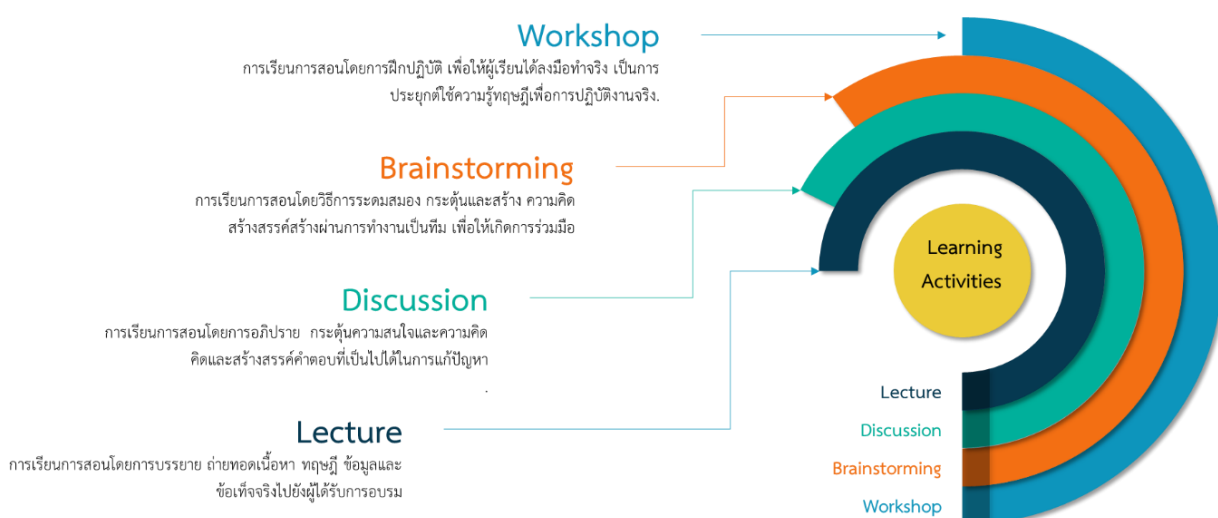 Workshop
การเรียนการสอนโดยการฝึกปฏิบัติ เพื่อให้ผู้เรียนได้ลงมือทำจริง เป็นการ
ประยุกต์ใช้ความรู้ทฤษฎีเพื่อการปฏิบัติงานจริง.
Brainstorming
การเรียนการสอนโดยวิธีการระดมสมอง กระตุ้นและสร้าง ความคิด
สร้างสรรค์สร้างผ่านการทำงานเป็นทีม เพื่อให้เกิดการร่วมมือ
Discussion
การเรียนการสอนโดยการอภิปราย กระตุ้นความสนใจและความคิด
คิดและสร้างสรรค์คำตอบที่เป็นไปได้ในการแก้ปัญหา
.
Lecture
การเรียนการสอนโดยการบรรยาย ถ่ายทอดเนื้อหา ทฤษฎี ข้อมูลและ
ข้อเท็จจริงไปยังผู้ได้รับการอบรม
Learning
Activities
Lecture
Discussion
Brainstorming
Workshop